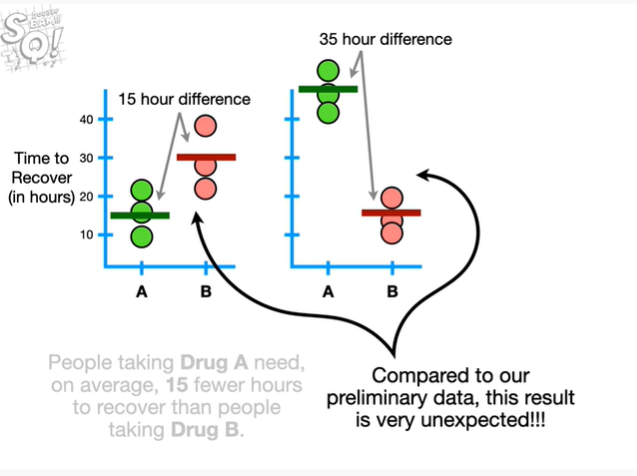 StatQuest!
BAM!!!
15 hour difference
35 hour difference
Time to
Recover
(in hours)
40
30
20
10
A
B
A
B
People taking Drug A need,
on average, 15 fewer hours
to recover than people
taking Drug B.
Compared to our
preliminary data, this result
is very unexpected!!!